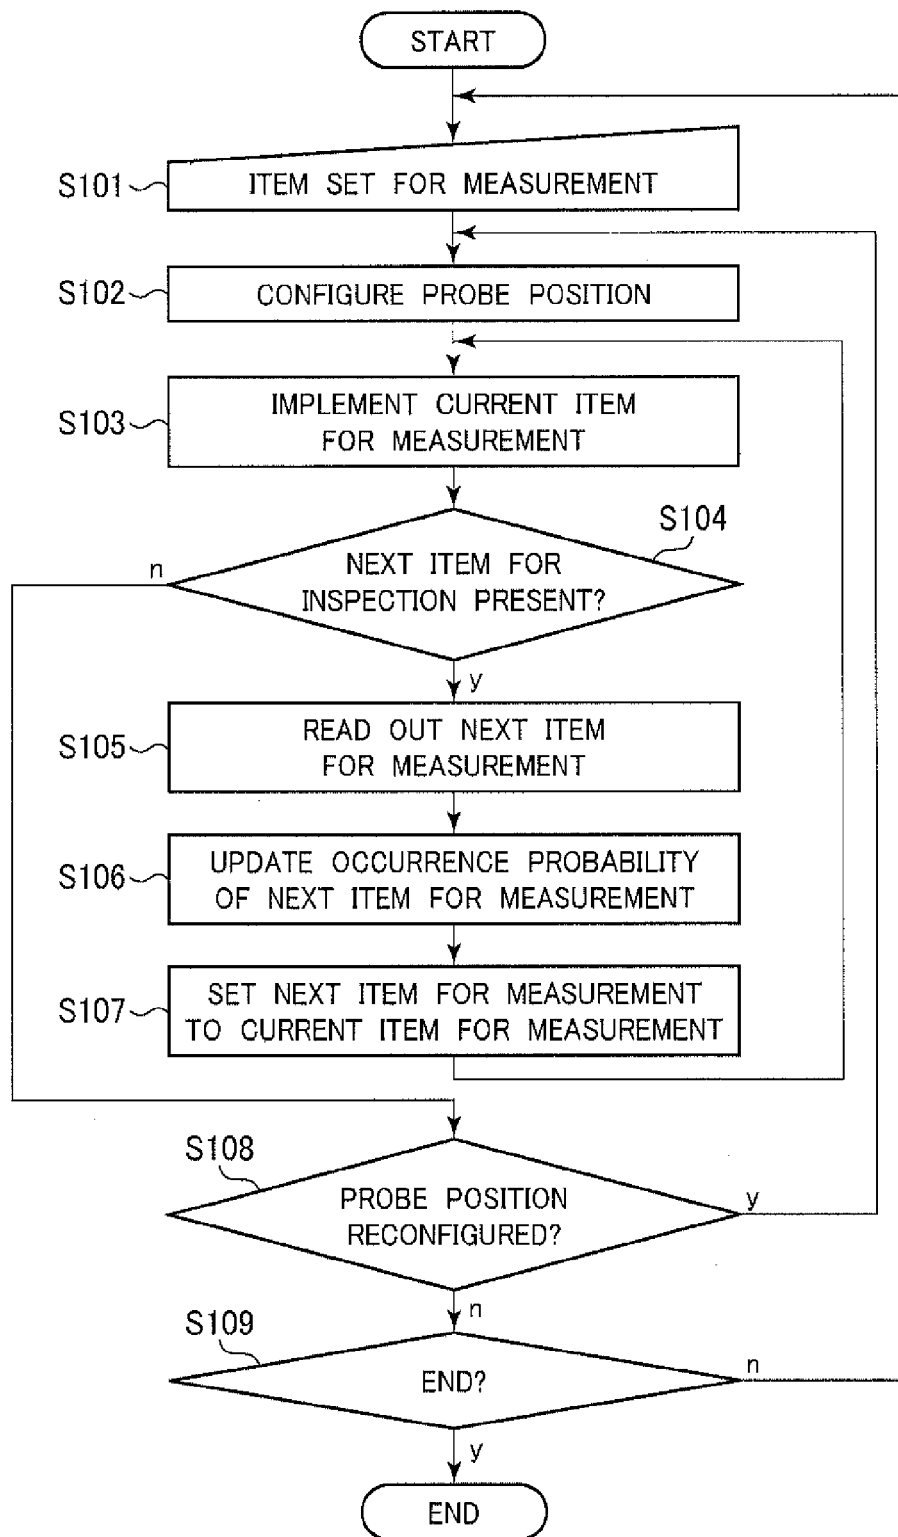 START
S101
ITEM SET FOR MEASUREMENT
S102
CONFIGURE PROBE POSITION
S103
IMPLEMENT CURRENT ITEM
FOR MEASUREMENT
S104
n
NEXT ITEM FOR
INSPECTION PRESENT?
y
S105
READ OUT NEXT ITEM
FOR MEASUREMENT
S106
UPDATE OCCURRENCE PROBABILITY
OF NEXT ITEM FOR MEASUREMENT
S107
SET NEXT ITEM FOR MEASUREMENT
TO CURRENT ITEM FOR MEASUREMENT
S108
PROBE POSITION
RECONFIGURED?
y
n
S109
END?
n
y
END